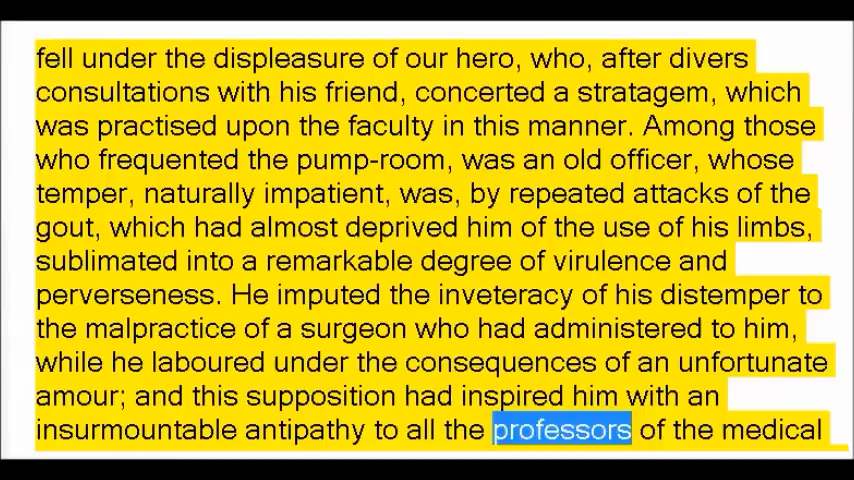 fell under the displeasure of our hero, who, after divers
consultations with his friend, concerted a stratagem, which
was practised upon the faculty in this manner. Among those
who frequented the pump-room, was an old officer, whose
temper, naturally impatient, was, by repeated attacks of the
gout, which had almost deprived him of the use of his limbs,
sublimated into a remarkable degree of virulence and
perverseness. He imputed the inveteracy of his distemper to
the malpractice of a surgeon who had administered to him,
while he laboured under the consequences of an unfortunate
amour; and this supposition had inspired him with an
insurmountable antipathy to all the professors of the medical